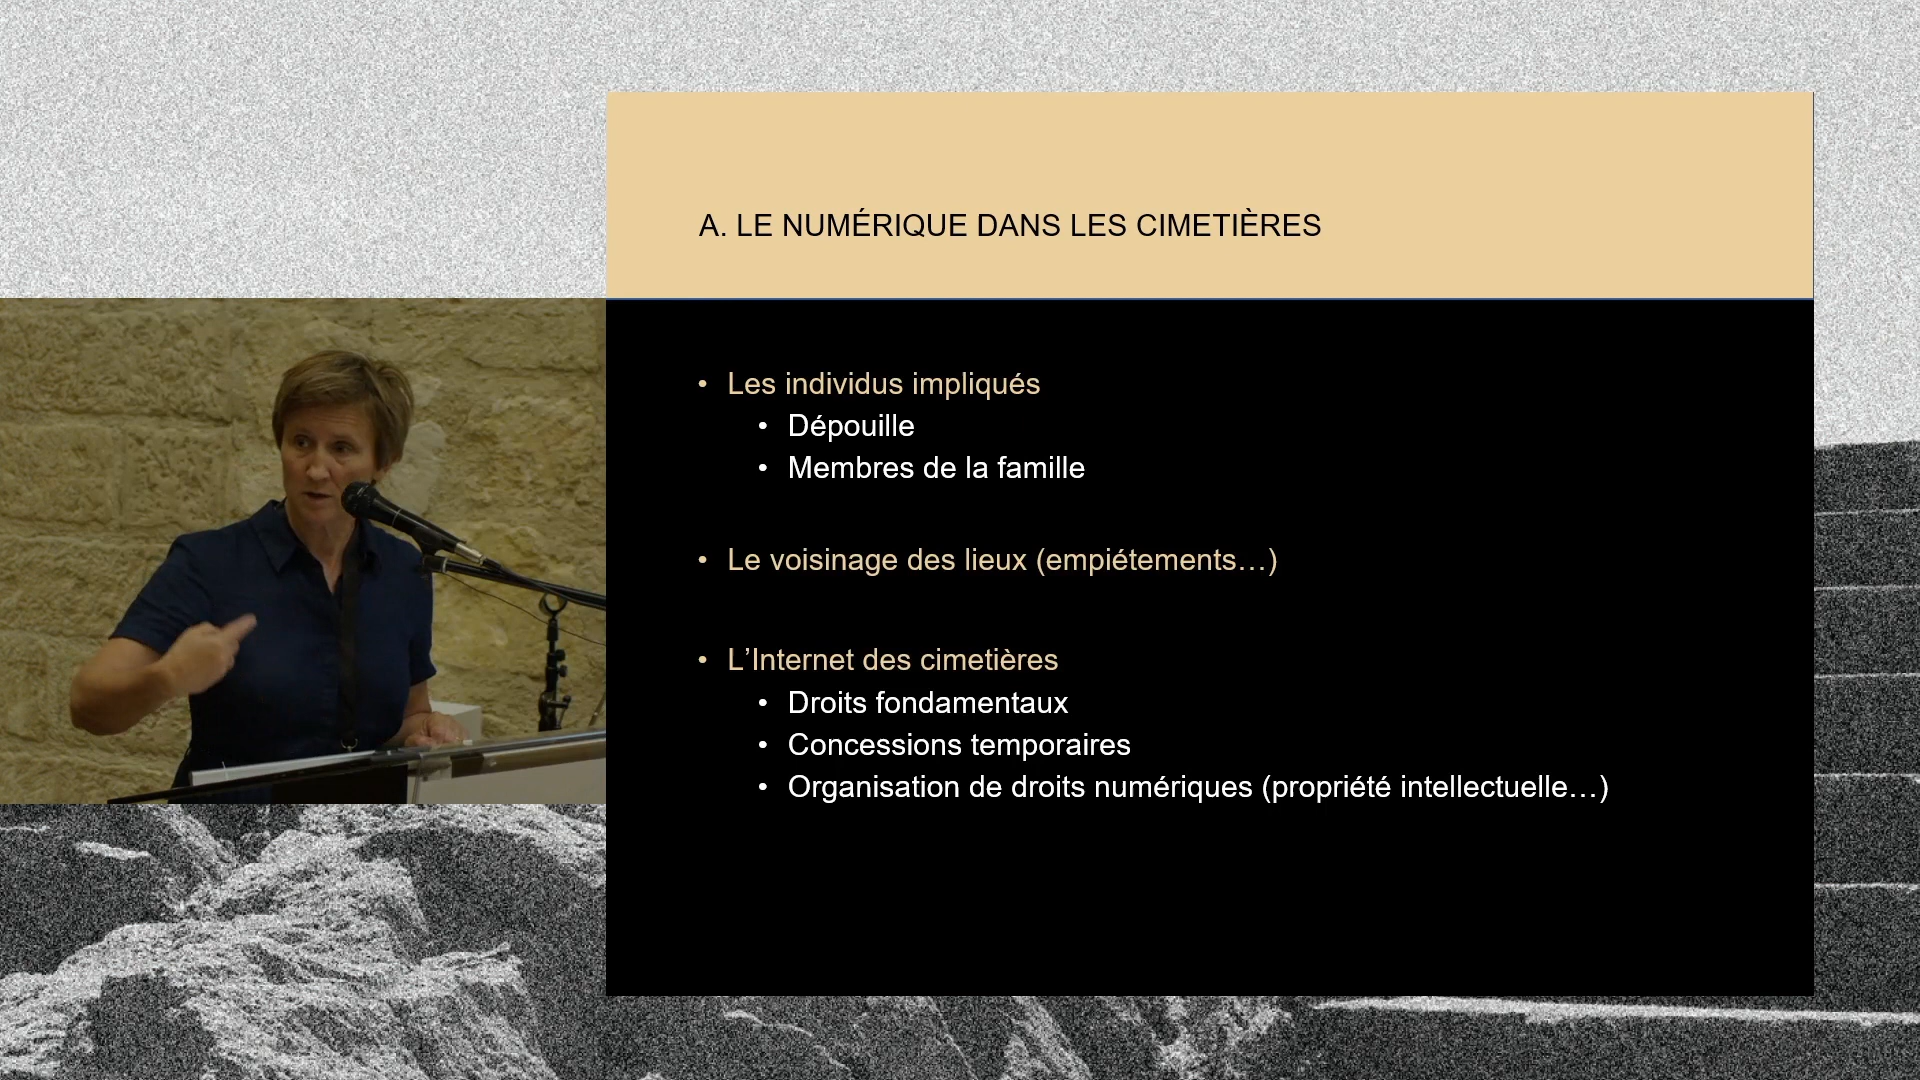 A. LE NUMÉRIQUE DANS LES CIMETIÈRES
• Les individus impliqués
• Dépouille
• Membres de la famille
• Le voisinage des lieux (empiétements…)
• L’Internet des cimetières
• Droits fondamentaux
• Concessions temporaires
• Organisation de droits numériques (propriété intellectuelle…)